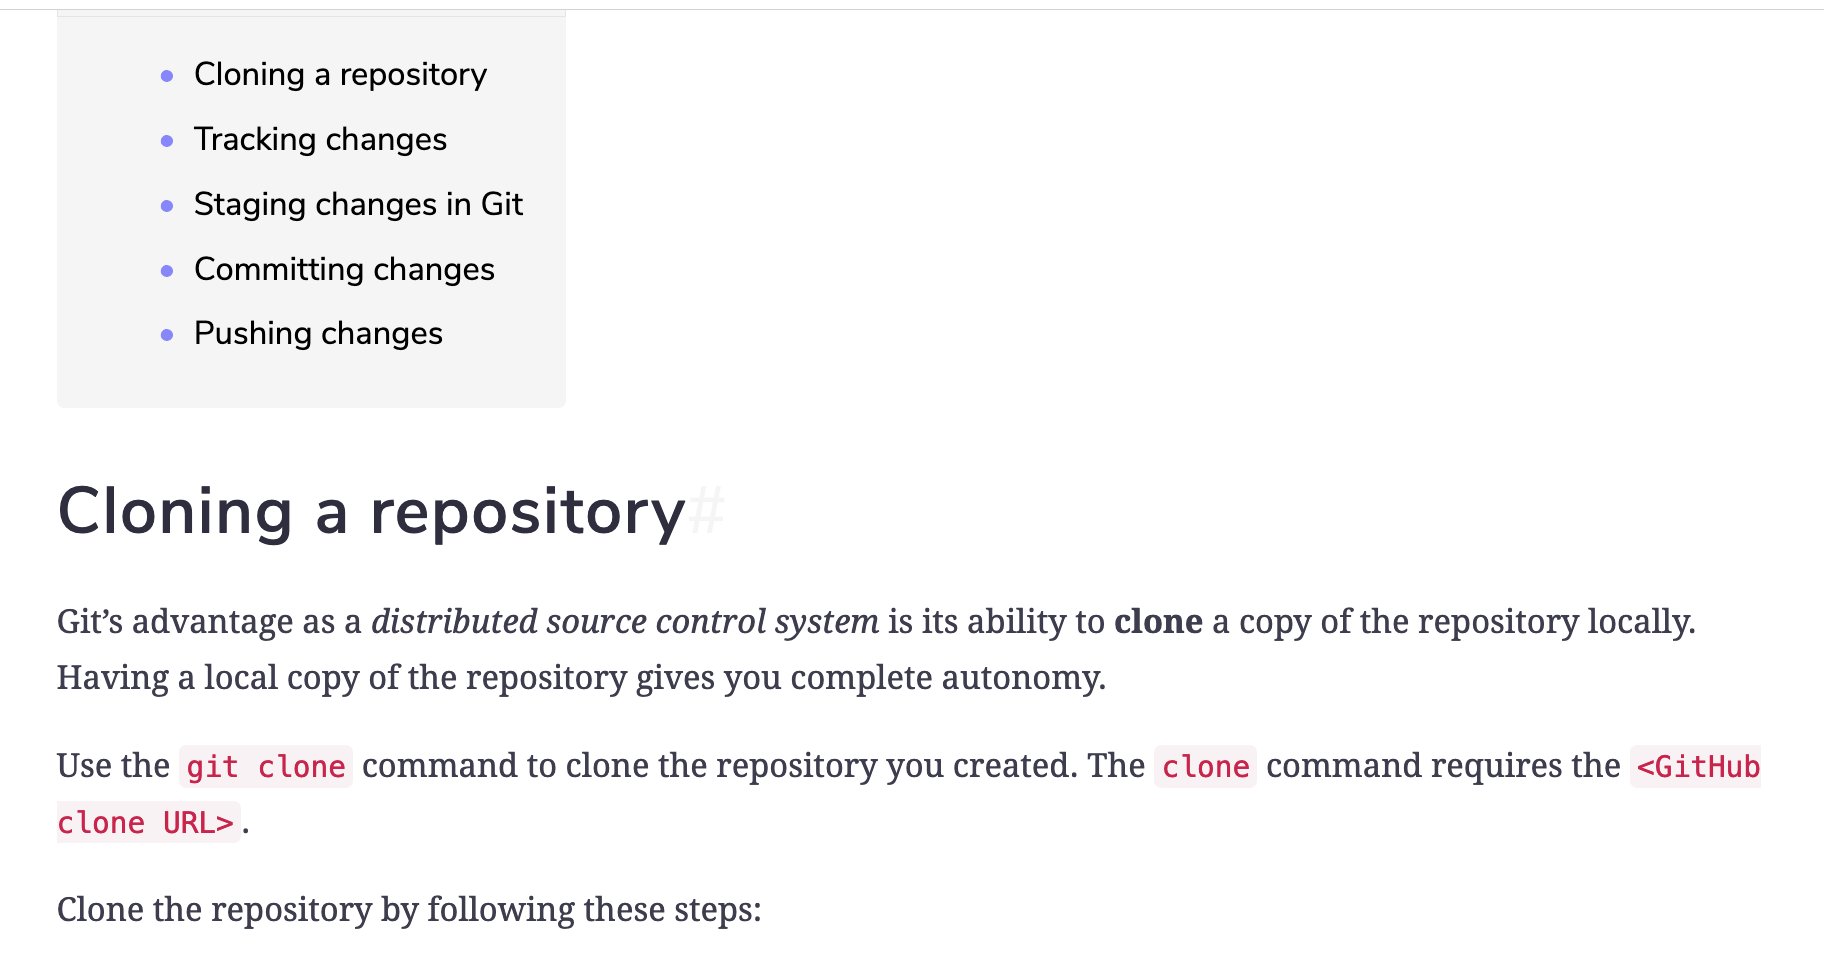 Cloning a repository
Tracking changes
Staging changes in Git
Committing changes
Pushing changes
Cloning a repository#
Git’s advantage as a distributed source control system is its ability to clone a copy of the repository locally.
Having a local copy of the repository gives you complete autonomy.
Use the git clone command to clone the repository you created. The clone command requires the <GitHub
clone URL>.
Clone the repository by following these steps: